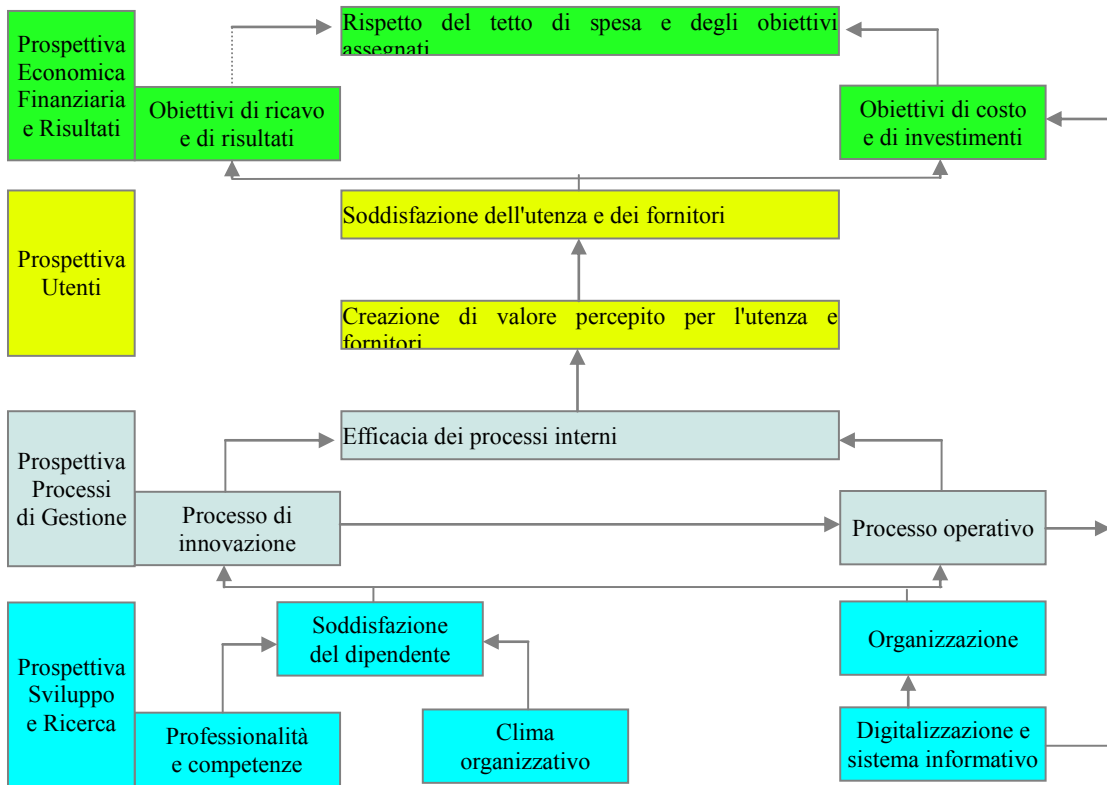 Prospettiva
Economica
Finanziaria
e Risultati
Rispetto del tetto di spesa e degli obiettivi
assegnati
Obiettivi di ricavo
e di risultati
Obiettivi di costo
e di investimenti
Prospettiva
Utenti
Soddisfazione dell'utenza e dei fornitori
Creazione di valore percepito per l'utenza e
fornitori
Prospettiva
Processi
di Gestione
Efficacia dei processi interni
Processo di
innovazione
Processo operativo
Prospettiva
Sviluppo
e Ricerca
Soddisfazione
del dipendente
Organizzazione
Professionalità
e competenze
Clima
organizzativo
Digitalizzazione e
sistema informativo